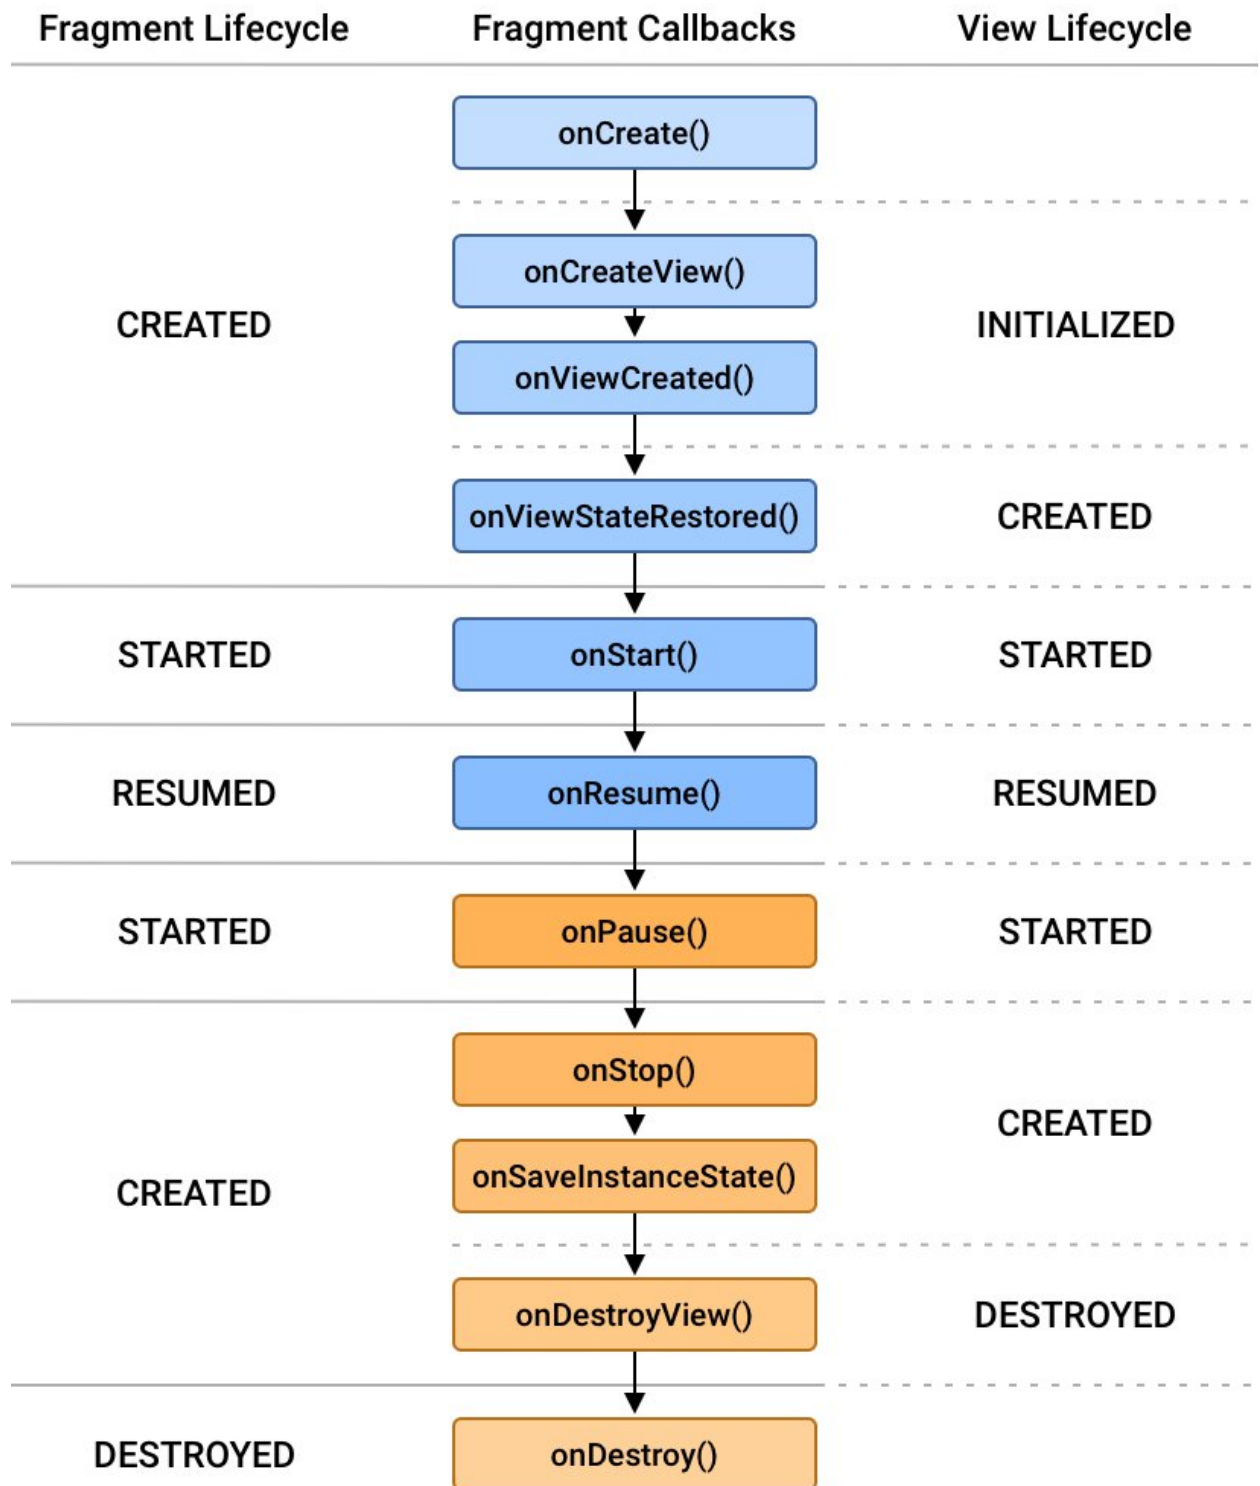 Fragment Lifecycle
Fragment Callbacks
View Lifecycle
onCreate()
onCreateView()
CREATED
INITIALIZED
onViewCreated()
onViewStateRestored()
CREATED
STARTED
onStart()
STARTED
RESUMED
onResume()
RESUMED
STARTED
onPause()
STARTED
onStop()
CREATED
onSaveInstanceState()
CREATED
onDestroyView()
DESTROYED
DESTROYED
onDestroy()